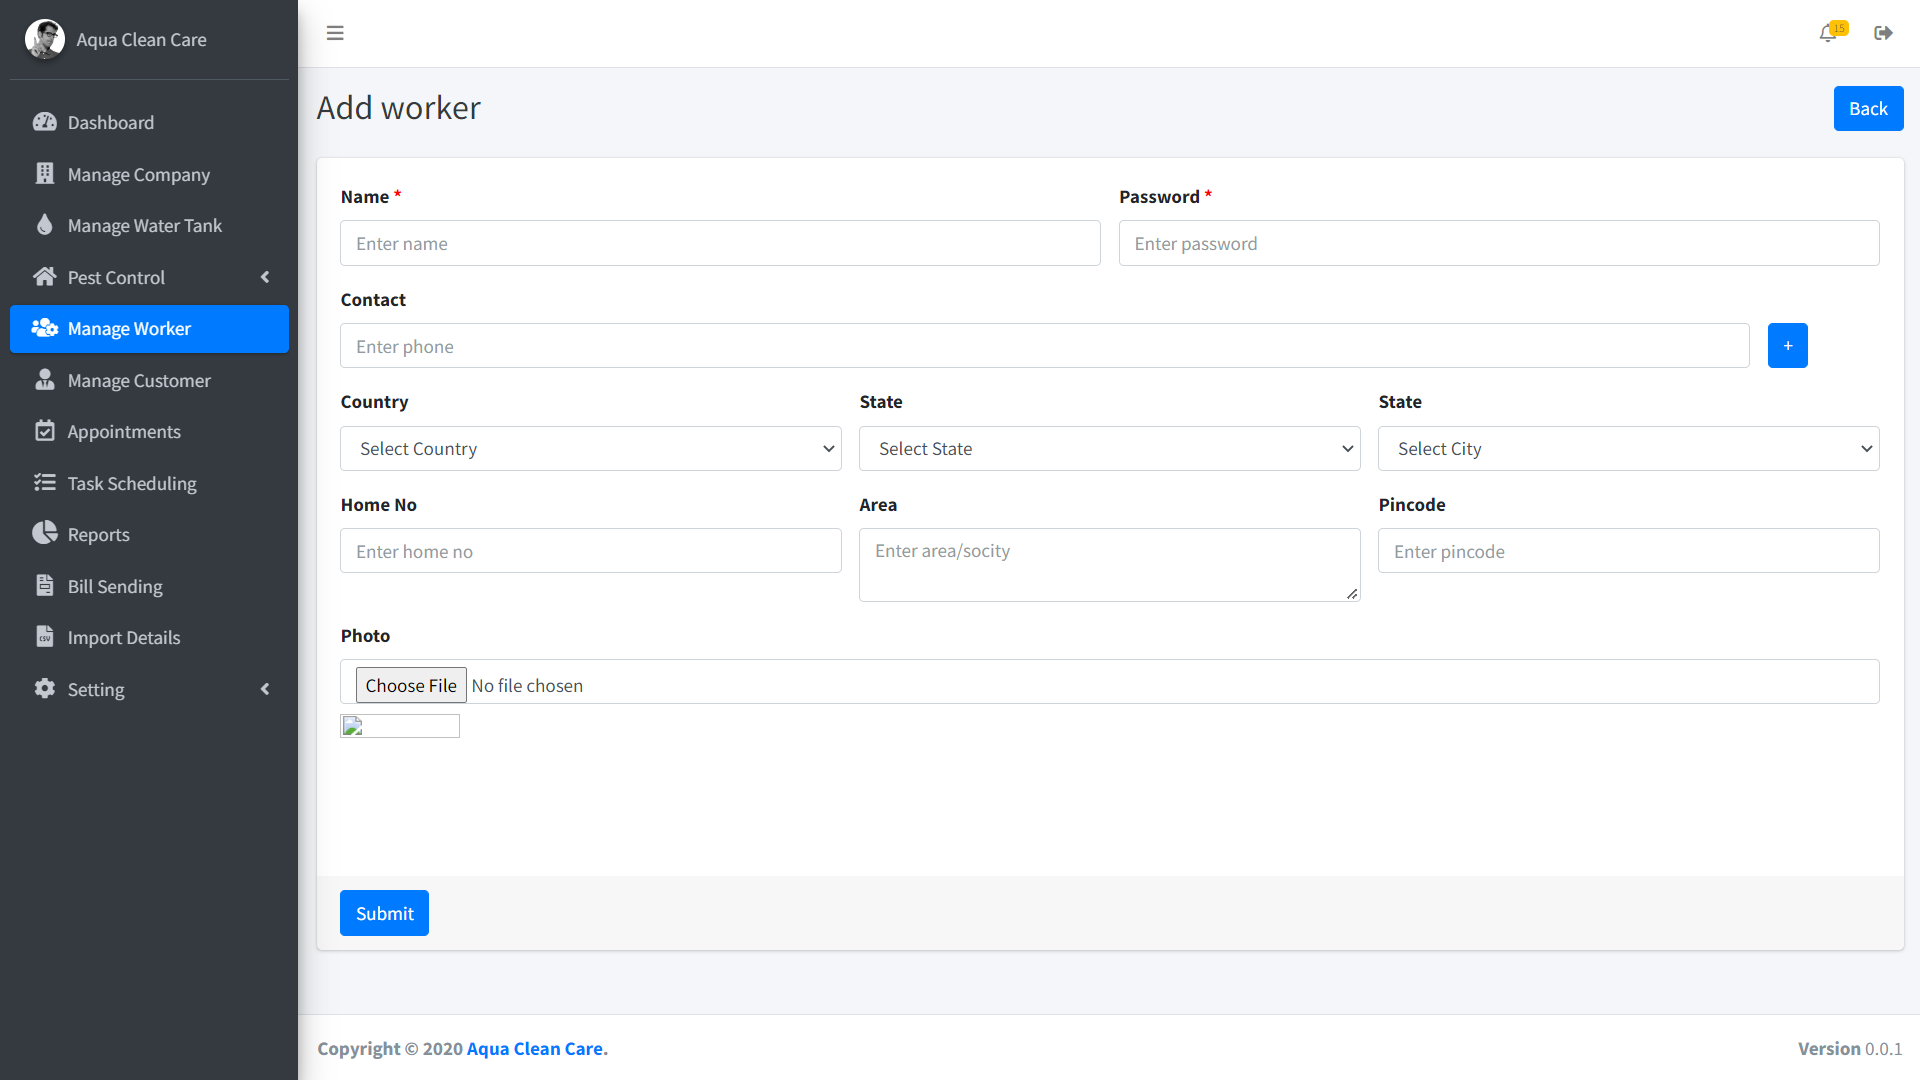 Aqua Clean Care
15
Dashboard
Manage Company
Manage Water Tank
Pest Control
Manage Worker
Manage Customer
Appointments
Task Scheduling
Reports
Bill Sending
CSV
Import Details
Setting
Add worker
Back
Name *
Password *
Enter name
Enter password
Contact
Enter phone
+
Country
State
State
Select Country
Select State
Select City
Home No
Area
Pincode
Enter home no
Enter area/socity
Enter pincode
Photo
Choose File No file chosen
Submit
Copyright © 2020 Aqua Clean Care.
Version 0.0.1